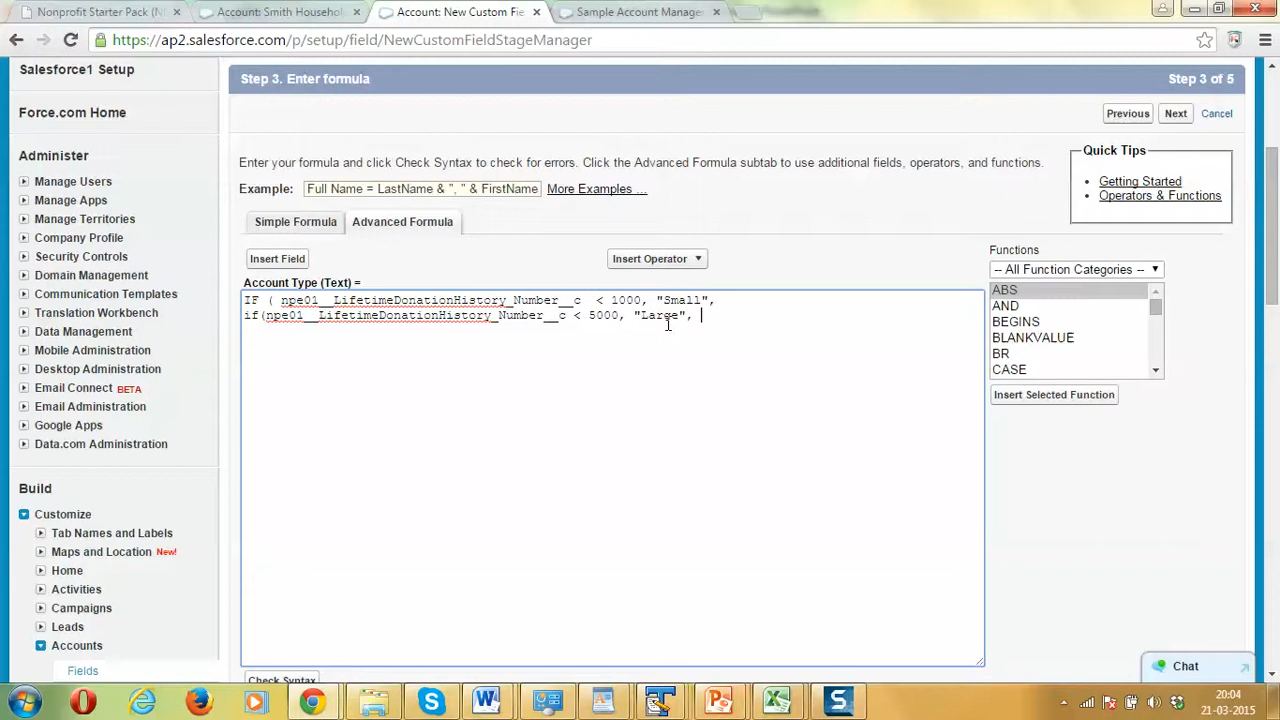 Nonprofit Starter Pack (N
Account: Smith Household
Account: New Custom Fie
Sample Account Manage
https://ap2.salesforce.com/p/setup/field/NewCustomFieldStageManager
Salesforce1 Setup
Force.com Home
Administer
Manage Users
Manage Apps
Manage Territories
Company Profile
Security Controls
Domain Management
Communication Templates
Translation Workbench
Data Management
Mobile Administration
Desktop Administration
Email Connect BETA
Email Administration
Google Apps
Data.com Administration
Build
Customize
Tab Names and Labels
Maps and Location New!
Home
Activities
Campaigns
Leads
Accounts
Fields
Step 3. Enter formula
Step 3 of 5
Previous Next Cancel
Enter your formula and click Check Syntax to check for errors. Click the Advanced Formula subtab to use additional fields, operators, and functions.
Example: Full Name = LastName & ", " & FirstName More Examples ...
Quick Tips
• Getting Started
• Operators & Functions
Simple Formula Advanced Formula
Insert Field Insert Operator
Account Type (Text) =
IF ( npe01__LifetimeDonationHistory_Number__c < 1000, "Small",
if(npe01__LifetimeDonationHistory_Number__c < 5000, "Large",
Functions
-- All Function Categories --
ABS
AND
BEGINS
BLANKVALUE
BR
CASE
Insert Selected Function
Check Syntax
Chat
20:04
21-03-2015